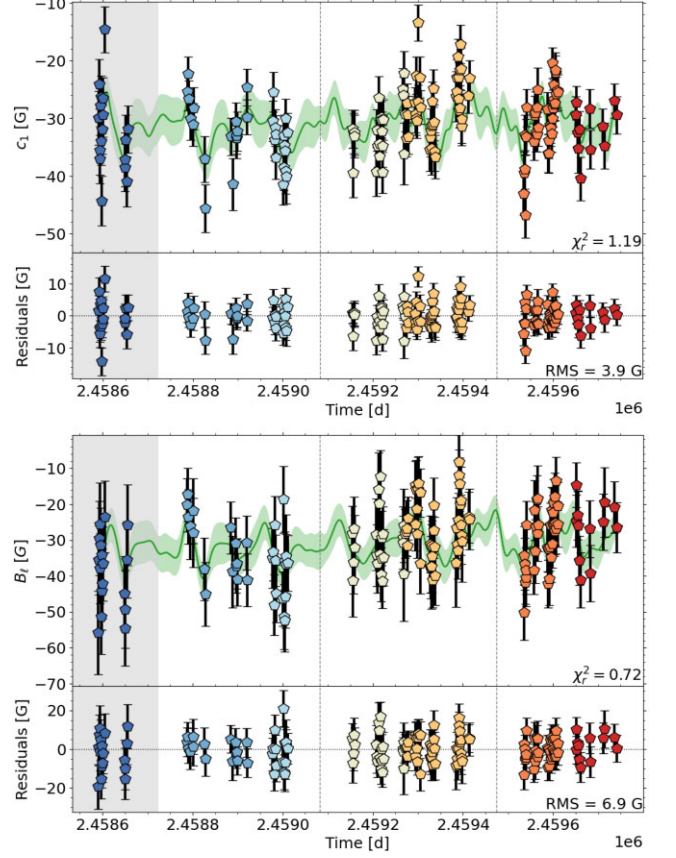 −10
−20
−30
−40
−50
c₁ [G]
χᵣ² = 1.19
10
0
−10
Residuals [G]
RMS = 3.9 G
2.4586 2.4588 2.4590 2.4592 2.4594 2.4596
Time [d]
1e6
−10
−20
−30
−40
−50
−60
−70
Bℓ [G]
χᵣ² = 0.72
20
0
−20
Residuals [G]
RMS = 6.9 G
2.4586 2.4588 2.4590 2.4592 2.4594 2.4596
Time [d]
1e6